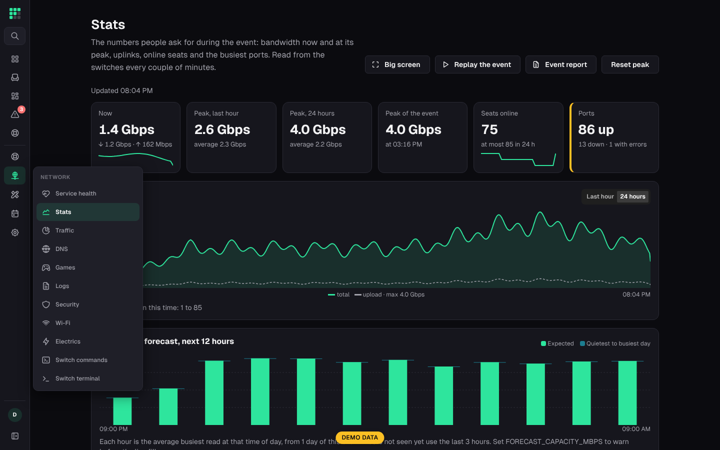 Stats
The numbers people ask for during the event: bandwidth now and at its
peak, uplinks, online seats and the busiest ports. Read from the
switches every couple of minutes.
Big screen
Replay the event
Event report
Reset peak
Updated 08:04 PM
Now
1.4 Gbps
↓ 1.2 Gbps · ↑ 162 Mbps
Peak, last hour
2.6 Gbps
average 2.3 Gbps
Peak, 24 hours
4.0 Gbps
average 2.2 Gbps
Peak of the event
4.0 Gbps
at 03:16 PM
Seats online
75
at most 85 in 24 h
Ports
86 up
13 down · 1 with errors
3
NETWORK
Service health
Stats
Traffic
DNS
Games
Logs
Security
Wi-Fi
Electrics
Switch commands
Switch terminal
D
Last hour
24 hours
total
upload · max 4.0 Gbps
08:04 PM
this time: 1 to 85
forecast, next 12 hours
Expected
Quietest to busiest day
09:00 PM
09:00 AM
Each hour is the average busiest read at that time of day, from 1 day of
not seen yet use the last 3 hours. Set FORECAST_CAPACITY_MBPS to warn
DEMO DATA